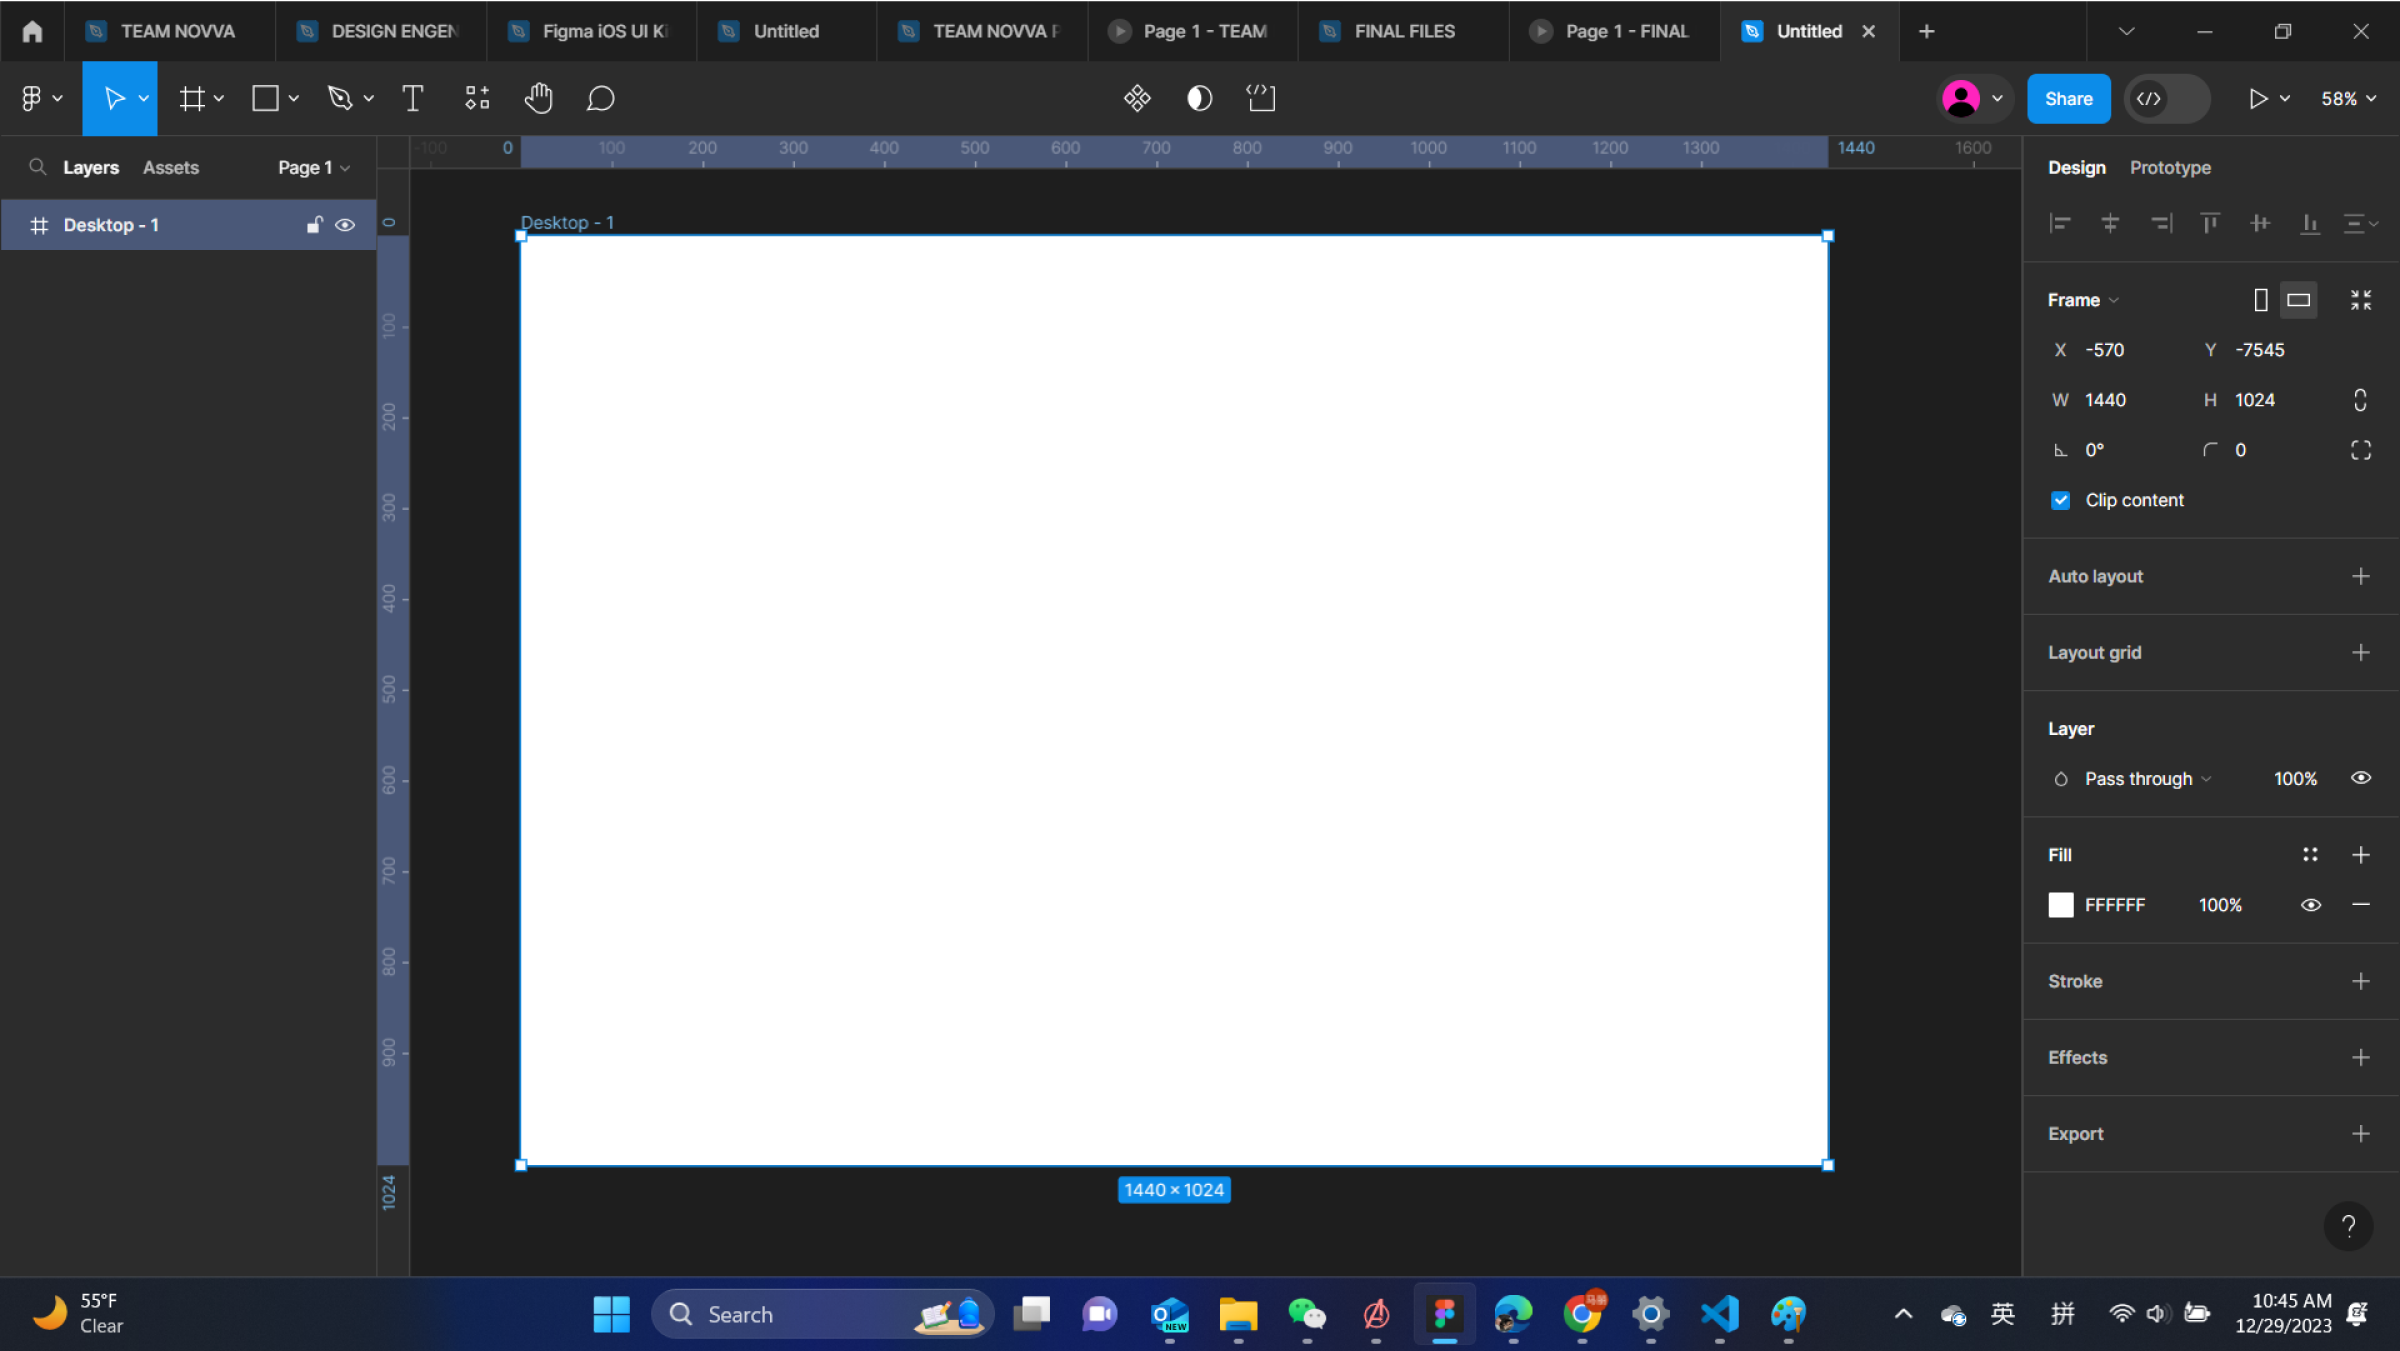 TEAM NOVVA
DESIGN ENGEN
Figma iOS UI Ki
Untitled
TEAM NOVVA P
Page 1 - TEAM
FINAL FILES
Page 1 - FINAL
Untitled
Share
58%
Layers
Assets
Page 1
Desktop - 1
-100 0 100 200 300 400 500 600 700 800 900 1000 1100 1200 1300 1440 1600
0
100
200
300
400
500
600
700
800
900
1024
Desktop - 1
1440 × 1024
Design Prototype
Frame
X -570 Y -7545
W 1440 H 1024
0° 0
Clip content
Auto layout
Layout grid
Layer
Pass through 100%
Fill
FFFFFF 100%
Stroke
Effects
Export
?
55°F
Clear
Search
NEW
英
拼
10:45 AM
12/29/2023